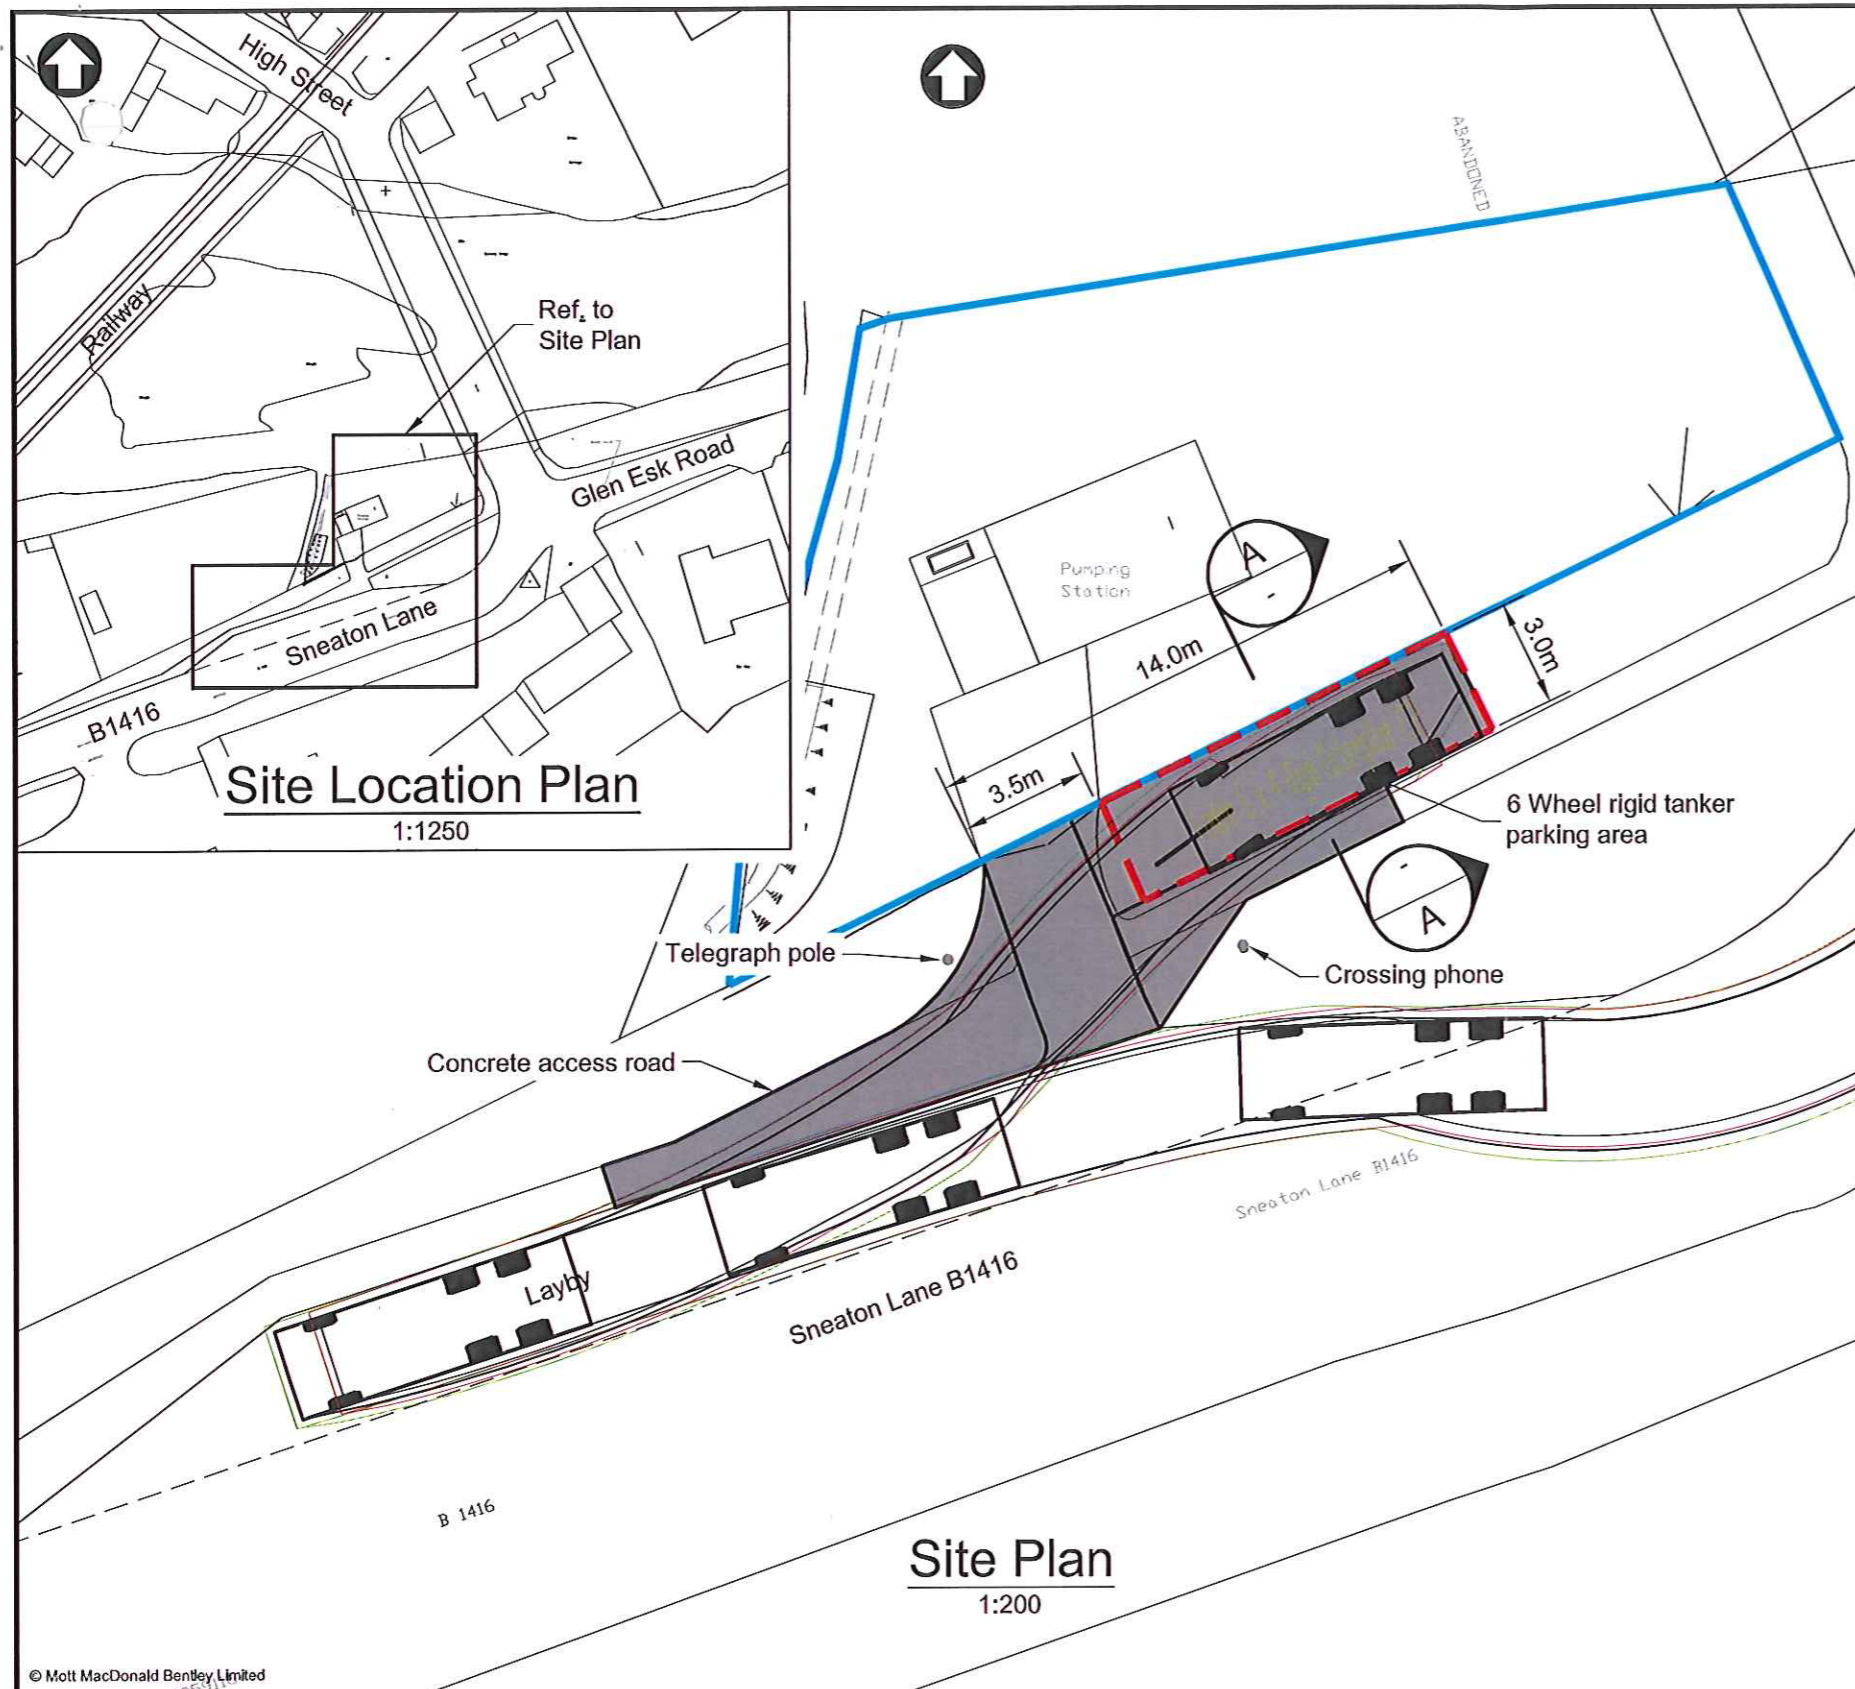 High Street
Railway
Ref. to
Site Plan
Glen Esk Road
Sneaton Lane
B1416
Site Location Plan
1:1250
ABANDONED
Pumping
Station
A
-
14.0m
3.0m
3.5m
6 Wheel rigid tanker
parking area
-
A
Telegraph pole
Crossing phone
Concrete access road
Sneaton Lane B1416
Layby
Sneaton Lane B1416
B 1416
Site Plan
1:200
© Mott MacDonald Bentley Limited